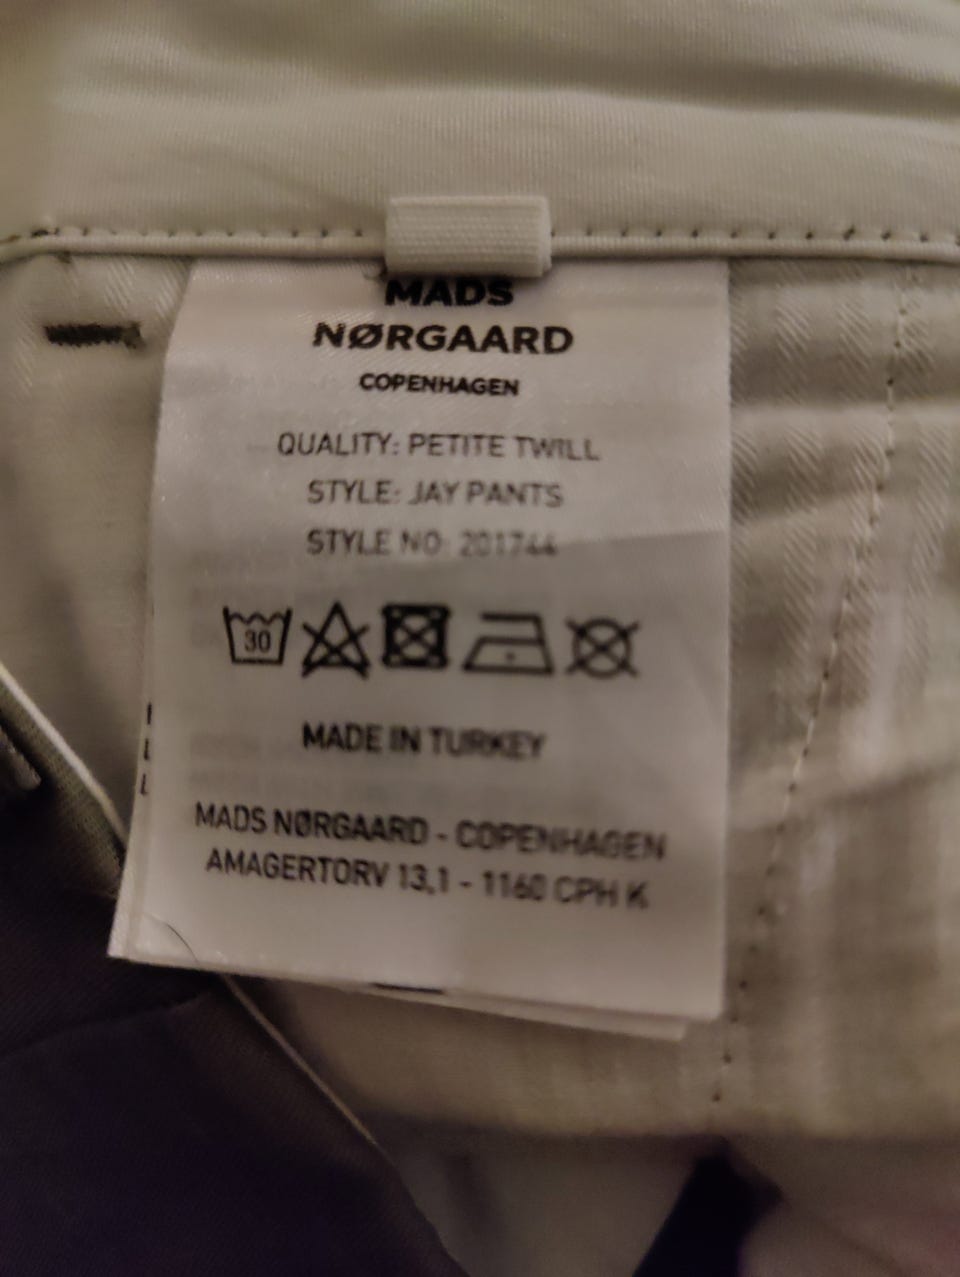 MADS
NØRGAARD
COPENHAGEN
QUALITY: PETITE TWILL
STYLE: JAY PANTS
STYLE NO: 201744
30
MADE IN TURKEY
MADS NØRGAARD - COPENHAGEN
AMAGERTORV 13,1 - 1160 CPH K